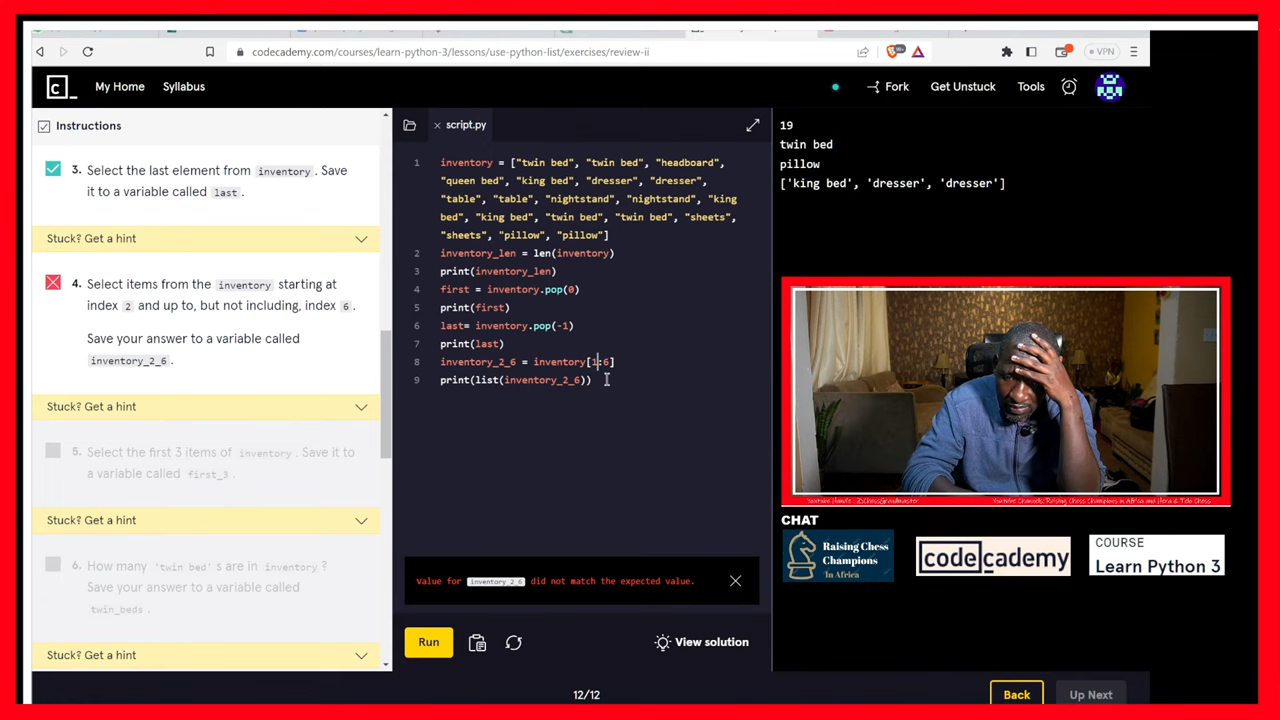 codecademy.com/courses/learn-python-3/lessons/use-python-list/exercises/review-ii
99+
VPN
c_
My Home
Syllabus
Fork
Get Unstuck
Tools
Instructions
3. Select the last element from inventory. Save
it to a variable called last.
Stuck? Get a hint
4. Select items from the inventory starting at
index 2 and up to, but not including, index 6.
Save your answer to a variable called
inventory_2_6.
Stuck? Get a hint
5. Select the first 3 items of inventory. Save it to
a variable called first_3.
Stuck? Get a hint
6. How many 'twin bed' s are in inventory?
Save your answer to a variable called
twin_beds.
Stuck? Get a hint
script.py
1 inventory = ["twin bed", "twin bed", "headboard",
"queen bed", "king bed", "dresser", "dresser",
"table", "table", "nightstand", "nightstand", "king
bed", "king bed", "twin bed", "twin bed", "sheets",
"sheets", "pillow", "pillow"]
2 inventory_len = len(inventory)
3 print(inventory_len)
4 first = inventory.pop(0)
5 print(first)
6 last= inventory.pop(-1)
7 print(last)
8 inventory_2_6 = inventory[1:6]
9 print(list(inventory_2_6))
Value for inventory_2_6 did not match the expected value.
Run
View solution
12/12
Back
Up Next
19
twin bed
pillow
['king bed', 'dresser', 'dresser']
CHAT
Raising Chess
Champions
In Africa
codecademy
COURSE
Learn Python 3